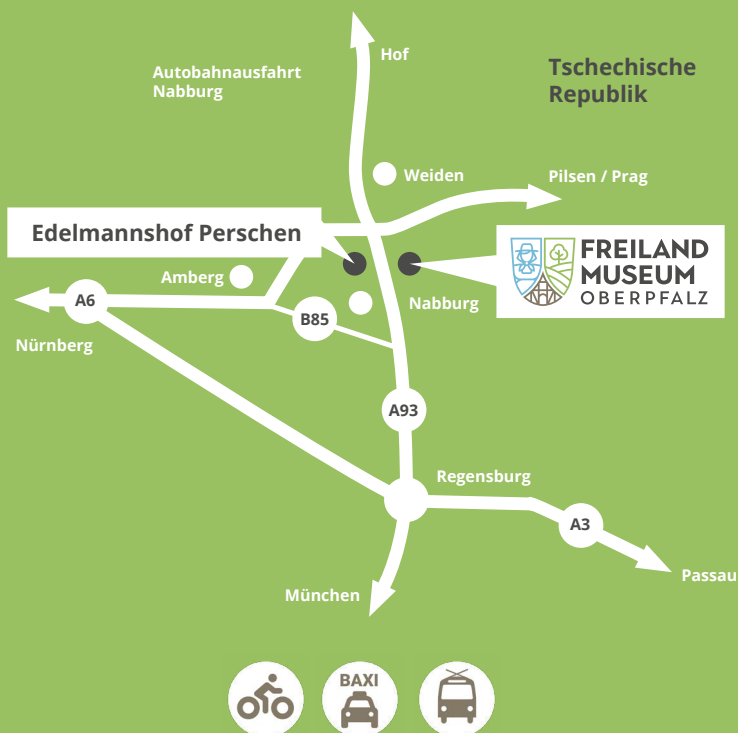 Hof
Autobahnausfahrt
Nabburg
Tschechische
Republik
Weiden
Pilsen / Prag
Edelmannshof Perschen
FREILAND
MUSEUM
OBERPFALZ
Amberg
A6
Nabburg
B85
Nürnberg
A93
Regensburg
A3
Passau
München
BAXI